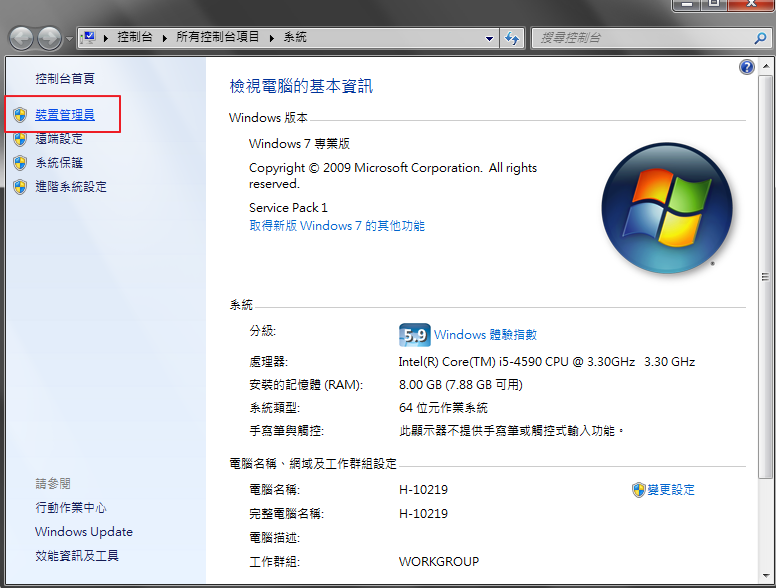 控制台 ▸ 所有控制台項目 ▸ 系統
搜尋控制台
控制台首頁
裝置管理員
遠端設定
系統保護
進階系統設定
檢視電腦的基本資訊
Windows 版本
Windows 7 專業版
Copyright © 2009 Microsoft Corporation. All rights
reserved.
Service Pack 1
取得新版 Windows 7 的其他功能
系統
分級:
5.9 Windows 體驗指數
處理器: Intel(R) Core(TM) i5-4590 CPU @ 3.30GHz 3.30 GHz
安裝的記憶體 (RAM): 8.00 GB (7.88 GB 可用)
系統類型: 64 位元作業系統
手寫筆與觸控: 此顯示器不提供手寫筆或觸控式輸入功能。
電腦名稱、網域及工作群組設定
電腦名稱: H-10219 變更設定
完整電腦名稱: H-10219
電腦描述:
工作群組: WORKGROUP
請參閱
行動作業中心
Windows Update
效能資訊及工具